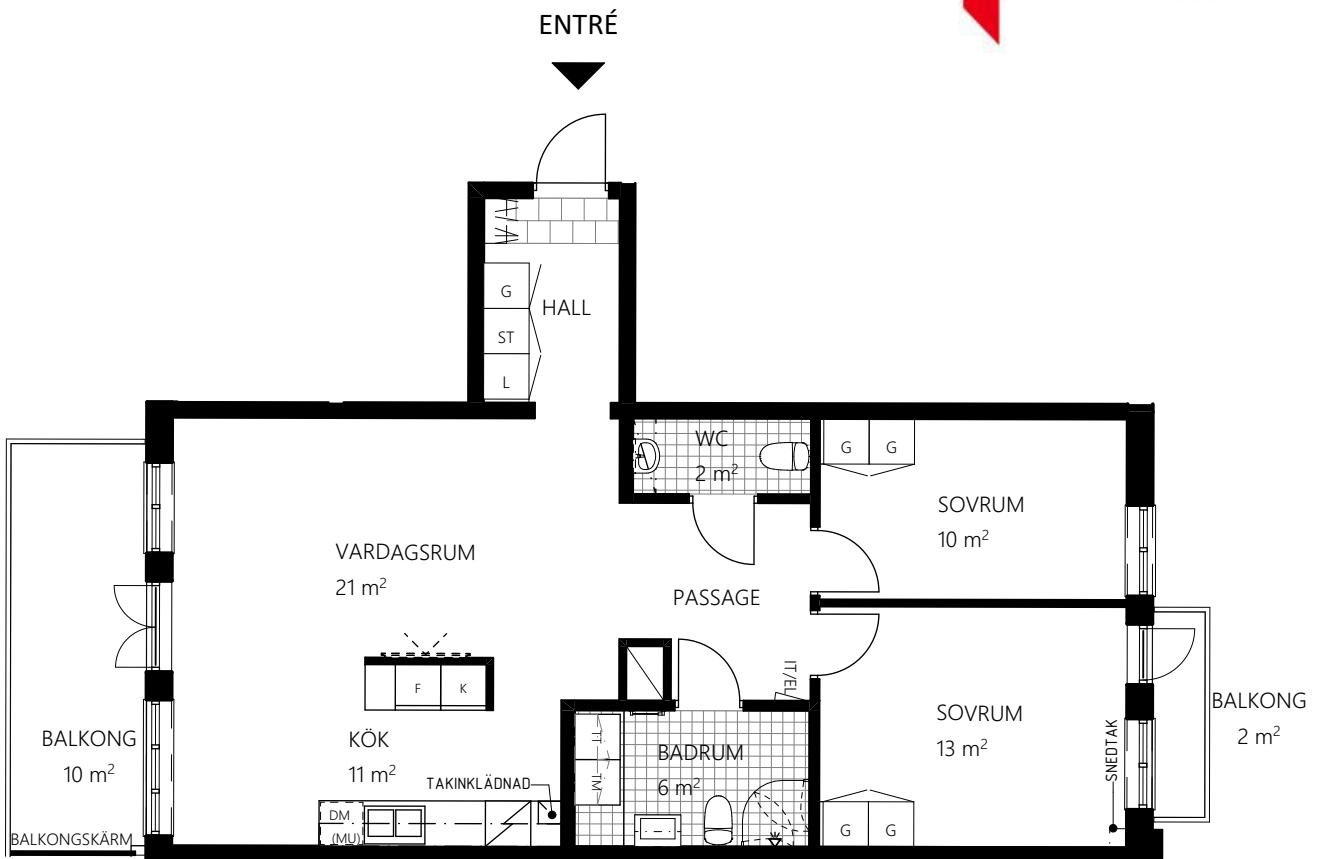 ENTRÉ
G
HALL
ST
L
WC
2 m²
G G
SOVRUM
10 m²
VARDAGSRUM
21 m²
PASSAGE
IT/EL
F K
SOVRUM
13 m²
SNEDTAK
BALKONG
2 m²
BALKONG
10 m²
KÖK
11 m²
TAKINKLÄDNAD
TT
TM
BADRUM
6 m²
DM
(MU)
G G
BALKONGSKÄRM